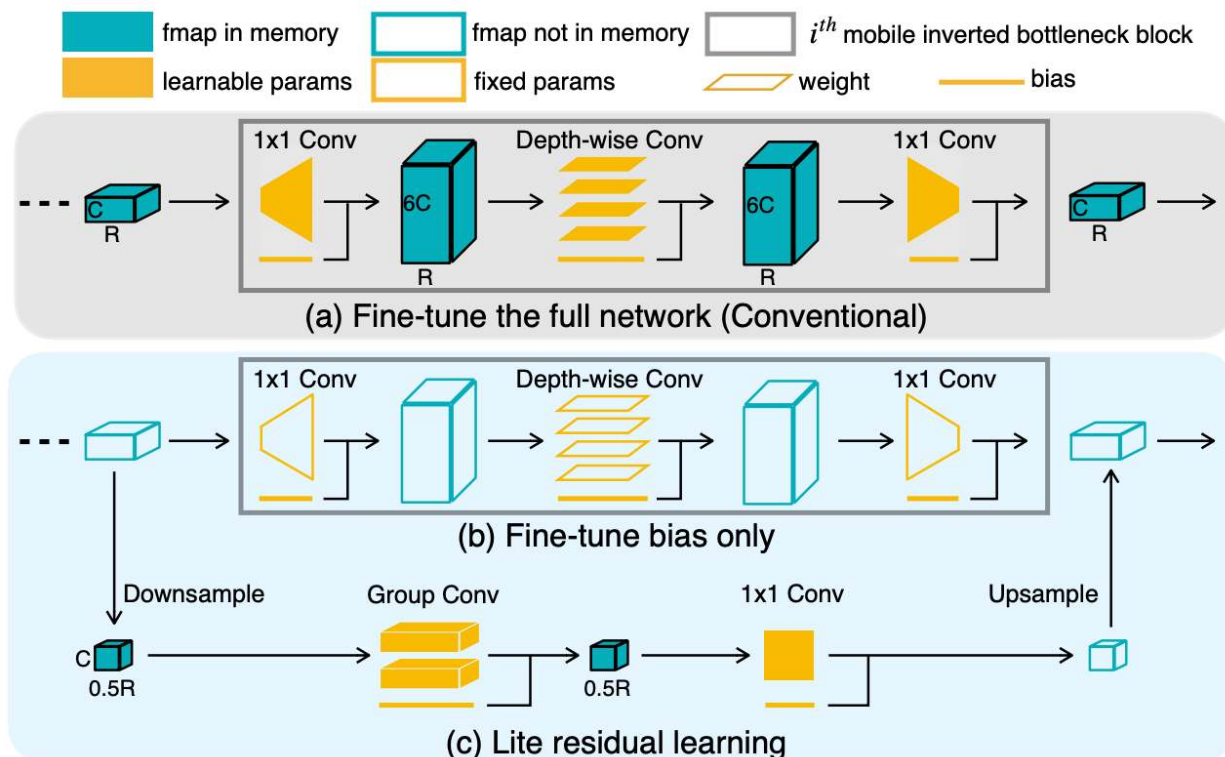 fmap in memory
fmap not in memory
i^th mobile inverted bottleneck block
learnable params
fixed params
weight
bias
1x1 Conv
Depth-wise Conv
1x1 Conv
C
R
6C
R
6C
R
C
R
(a) Fine-tune the full network (Conventional)
1x1 Conv
Depth-wise Conv
1x1 Conv
(b) Fine-tune bias only
Downsample
Group Conv
1x1 Conv
Upsample
C
0.5R
0.5R
(c) Lite residual learning